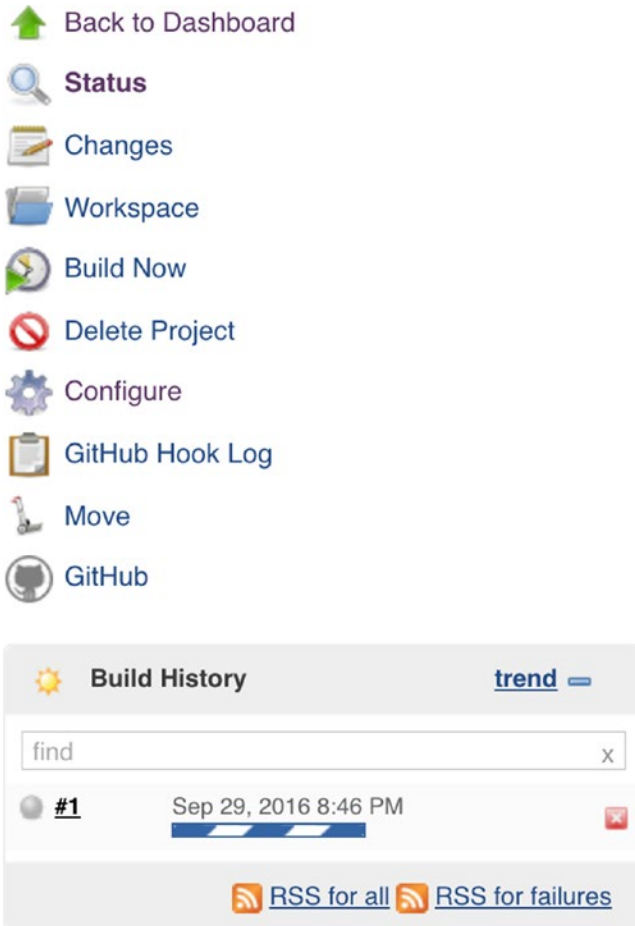 Back to Dashboard
Status
Changes
Workspace
Build Now
Delete Project
Configure
GitHub Hook Log
Move
GitHub
Build History trend
find x
#1 Sep 29, 2016 8:46 PM
RSS for all RSS for failures